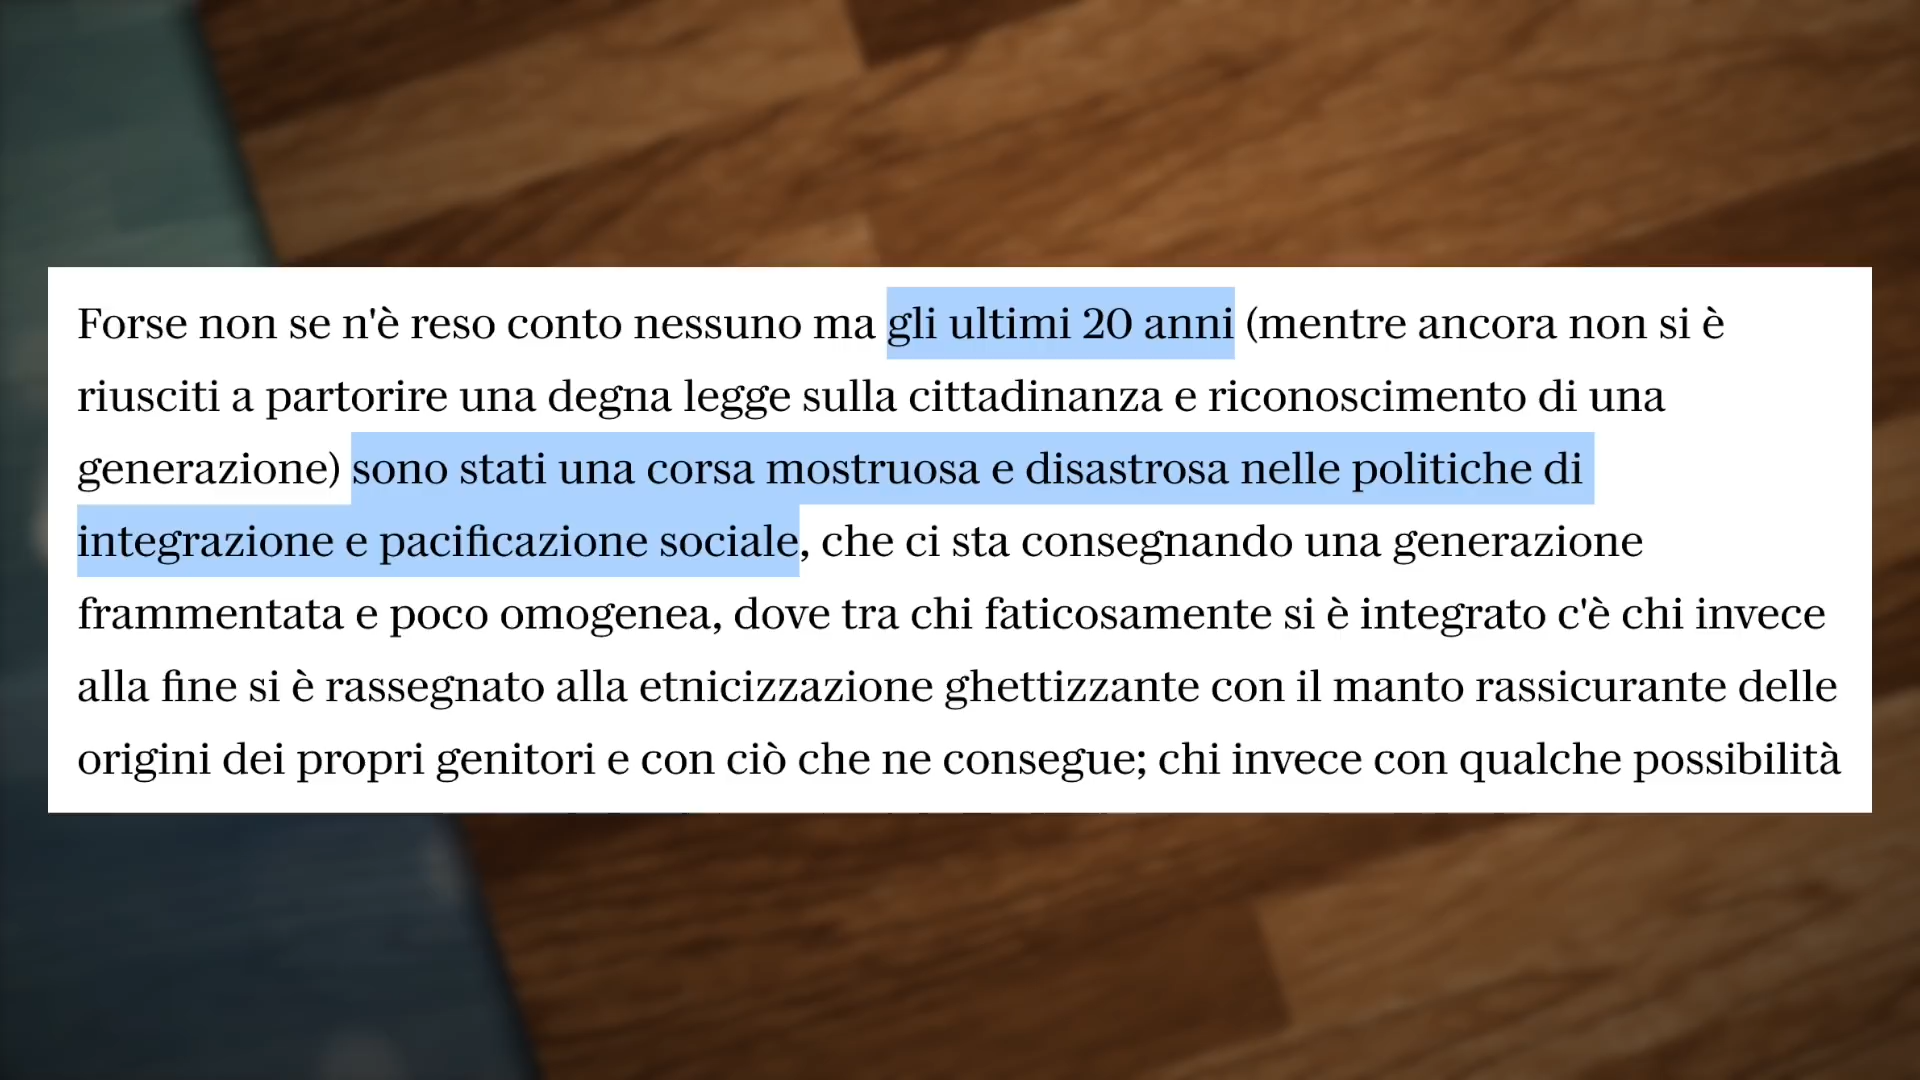 Forse non se n'è reso conto nessuno ma gli ultimi 20 anni (mentre ancora non si è
riusciti a partorire una degna legge sulla cittadinanza e riconoscimento di una
generazione) sono stati una corsa mostruosa e disastrosa nelle politiche di
integrazione e pacificazione sociale, che ci sta consegnando una generazione
frammentata e poco omogenea, dove tra chi faticosamente si è integrato c'è chi invece
alla fine si è rassegnato alla etnicizzazione ghettizzante con il manto rassicurante delle
origini dei propri genitori e con ciò che ne consegue; chi invece con qualche possibilità